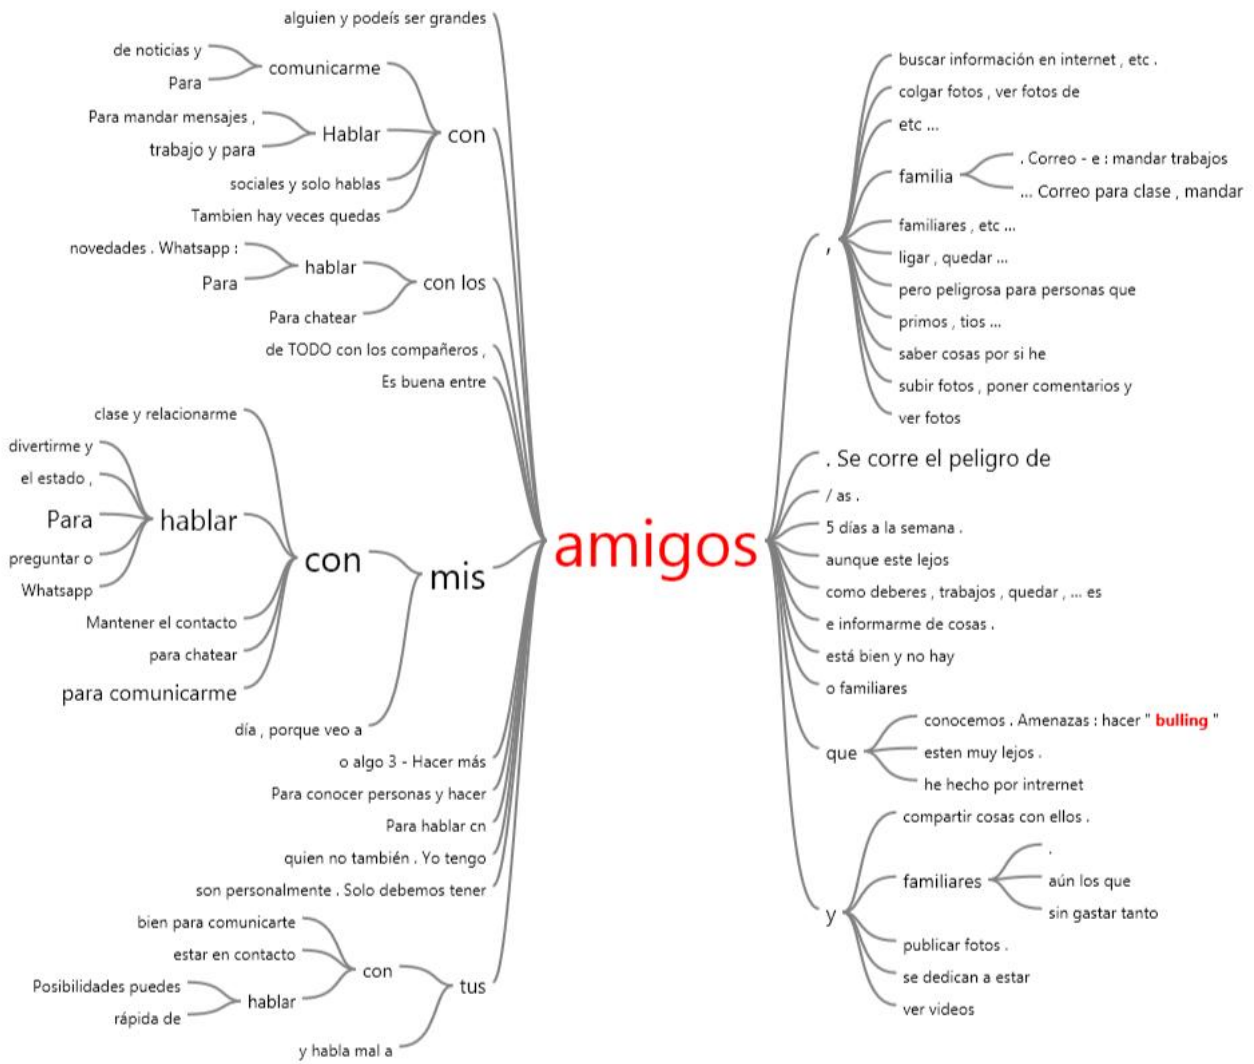 alguien y podeís ser grandes
de noticias y
Para
comunicarme
Para mandar mensajes ,
trabajo y para
Hablar
sociales y solo hablas
Tambien hay veces quedas
con
novedades . Whatsapp :
Para
hablar
Para chatear
con los
de TODO con los compañeros ,
Es buena entre
clase y relacionarme
divertirme y
el estado ,
Para
preguntar o
Whatsapp
hablar
Mantener el contacto
para chatear
para comunicarme
con
día , porque veo a
mis
o algo 3 - Hacer más
Para conocer personas y hacer
Para hablar cn
quien no también . Yo tengo
son personalmente . Solo debemos tener
bien para comunicarte
estar en contacto
Posibilidades puedes
rápida de
hablar
con
y habla mal a
tus
amigos
,
buscar información en internet , etc .
colgar fotos , ver fotos de
etc ...
familia
. Correo - e : mandar trabajos
... Correo para clase , mandar
familiares , etc ...
ligar , quedar ...
pero peligrosa para personas que
primos , tios ...
saber cosas por si he
subir fotos , poner comentarios y
ver fotos
. Se corre el peligro de
/ as .
5 días a la semana .
aunque este lejos
como deberes , trabajos , quedar , ... es
e informarme de cosas .
está bien y no hay
o familiares
que
conocemos . Amenazas : hacer " bulling "
esten muy lejos .
he hecho por intrernet
y
compartir cosas con ellos .
familiares
.
aún los que
sin gastar tanto
publicar fotos .
se dedican a estar
ver videos